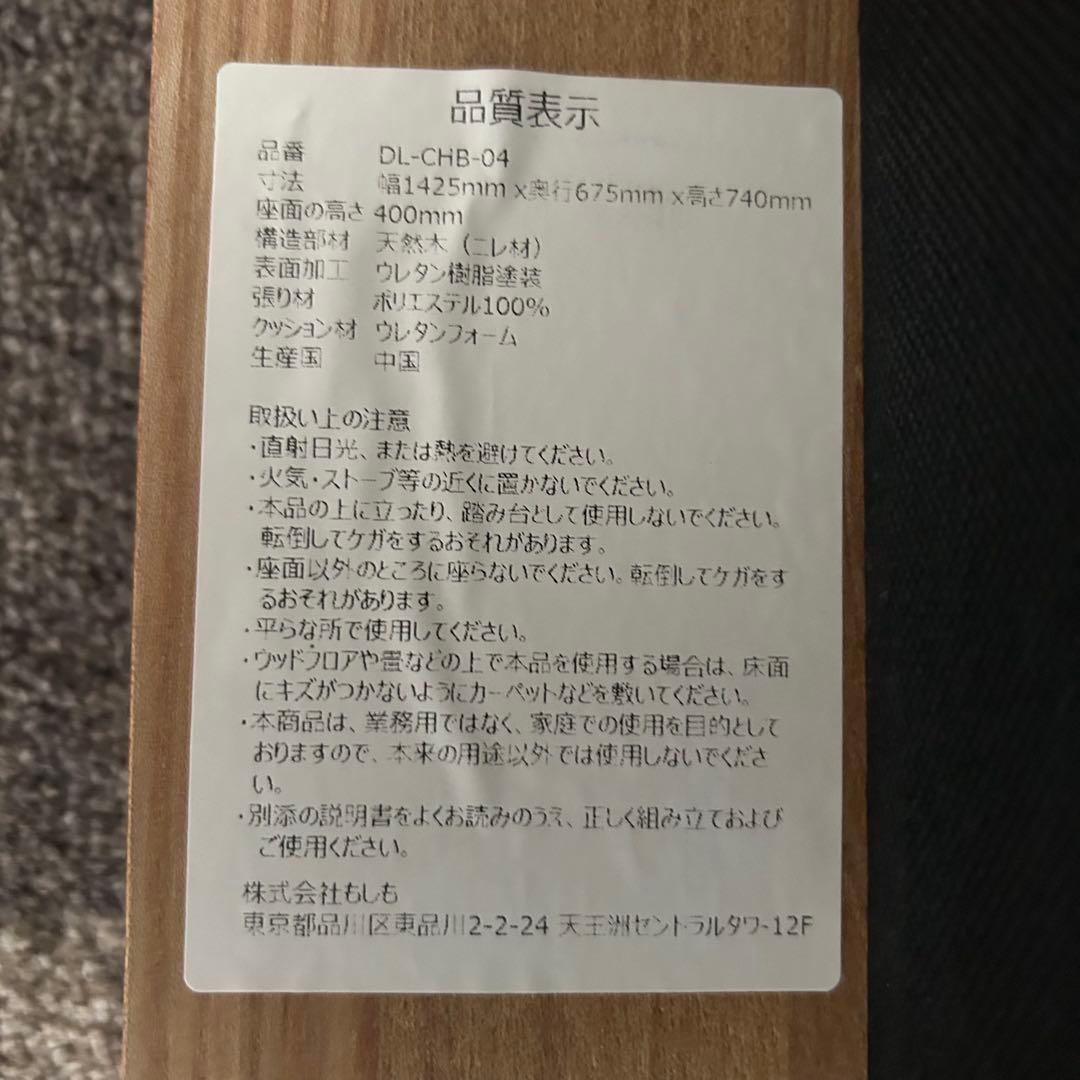 品質表示
品番 DL-CHB-04
寸法 幅1425mm x奥行675mm x高さ740mm
座面の高さ 400mm
構造部材 天然木（ニレ材）
表面加工 ウレタン樹脂塗装
張り材 ポリエステル100%
クッション材 ウレタンフォーム
生産国 中国
取扱い上の注意
・直射日光、または熱を避けてください。
・火気・ストーブ等の近くに置かないでください。
・本品の上に立ったり、踏み台として使用しないでください。
転倒してケガをするおそれがあります。
・座面以外のところに座らないでください。転倒してケガをす
るおそれがあります。
・平らな所で使用してください。
・ウッドフロアや畳などの上で本品を使用する場合は、床面
にキズがつかないようにカーペットなどを敷いてください。
・本商品は、業務用ではなく、家庭での使用を目的として
おりますので、本来の用途以外では使用しないでくださ
い。
・別添の説明書をよくお読みのうえ、正しく組み立ておよび
ご使用ください。
株式会社もしも
東京都品川区東品川2-2-24 天王洲セントラルタワー12F